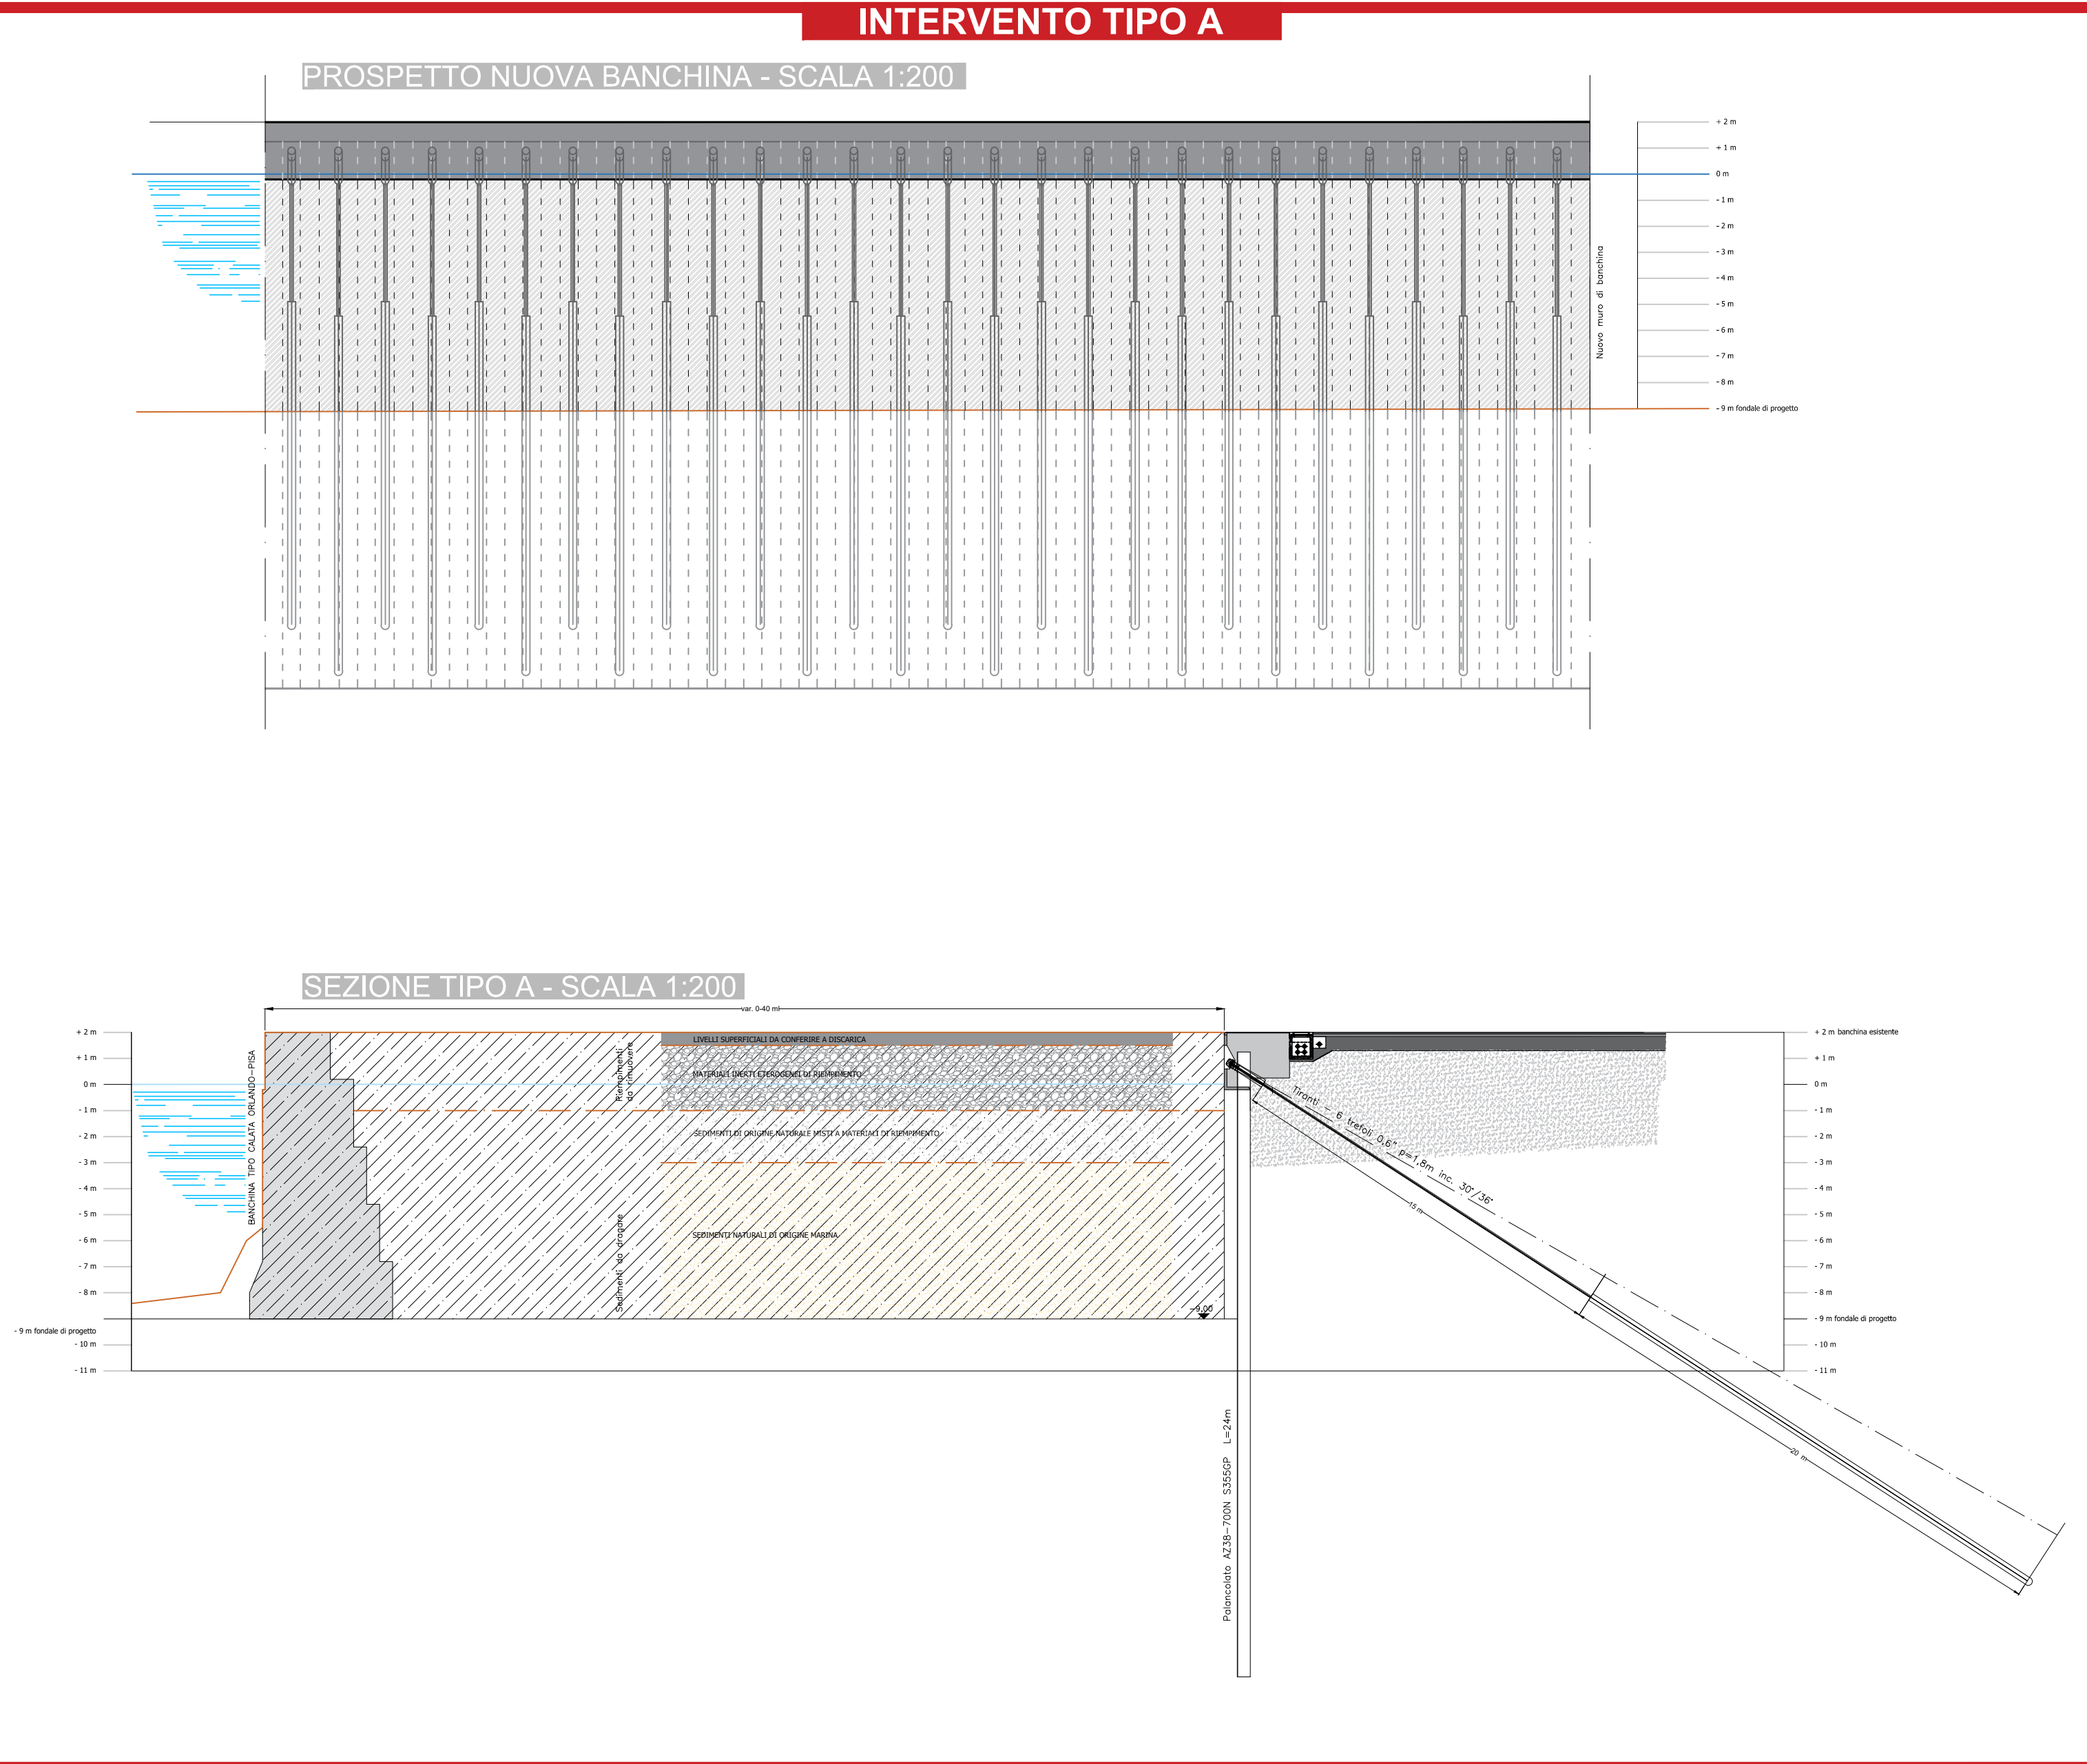 INTERVENTO TIPO A
PROSPETTO NUOVA BANCHINA - SCALA 1:200
+ 2 m
+ 1 m
0 m
- 1 m
- 2 m
- 3 m
- 4 m
- 5 m
- 6 m
- 7 m
- 8 m
- 9 m fondale di progetto
Nuovo muro di banchina
SEZIONE TIPO A - SCALA 1:200
var. 0-40 ml
+ 2 m
+ 1 m
0 m
- 1 m
- 2 m
- 3 m
- 4 m
- 5 m
- 6 m
- 7 m
- 8 m
- 9 m fondale di progetto
- 10 m
- 11 m
BANCHINA TIPO CALATA ORLANDO-PISA
Riempimenti
da rimuovere
Sedimenti da dragare
LIVELLI SUPERFICIALI DA CONFERIRE A DISCARICA
MATERIALI INERTI ETEROGENEI DI RIEMPIMENTO
SEDIMENTI DI ORIGINE NATURALE MISTI A MATERIALI DI RIEMPIMENTO
SEDIMENTI NATURALI DI ORIGINE MARINA
-9.00
Palancolato AZ38-700N S355GP L=24m
Tiranti - 6 trefoli 0,6" p=1,8m inc. 30°/36°
15 m
20 m
+ 2 m banchina esistente
+ 1 m
0 m
- 1 m
- 2 m
- 3 m
- 4 m
- 5 m
- 6 m
- 7 m
- 8 m
- 9 m fondale di progetto
- 10 m
- 11 m